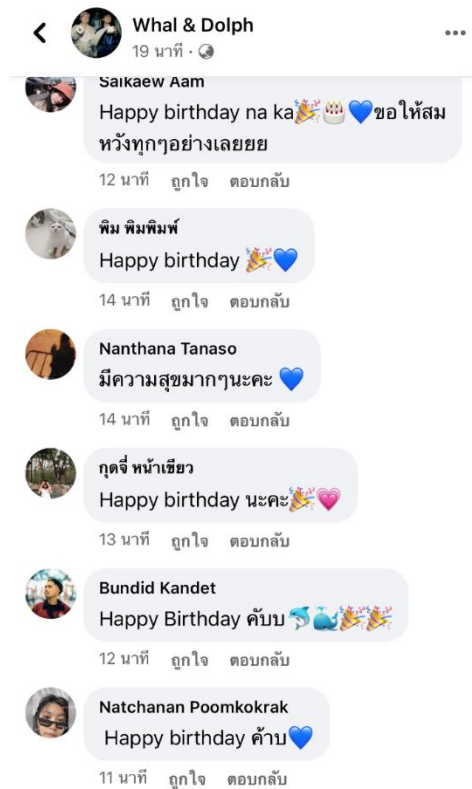 Whal & Dolph
19 นาที ·
Saikaew Aam
Happy birthday na ka🎉🎂💙ขอให้สม
หวังทุกๆอย่างเลยยย
12 นาที ถูกใจ ตอบกลับ
พิม พิมพิมพ์
Happy birthday 🎉💙
14 นาที ถูกใจ ตอบกลับ
Nanthana Tanaso
มีความสุขมากๆนะคะ 💙
14 นาที ถูกใจ ตอบกลับ
กุดจี่ หน้าเขียว
Happy birthday นะคะ🎉💗
13 นาที ถูกใจ ตอบกลับ
Bundid Kandet
Happy Birthday คับบ 🐬🐳🎉🎉
12 นาที ถูกใจ ตอบกลับ
Natchanan Poomkokrak
Happy birthday ค้าบ💙
11 นาที ถูกใจ ตอบกลับ